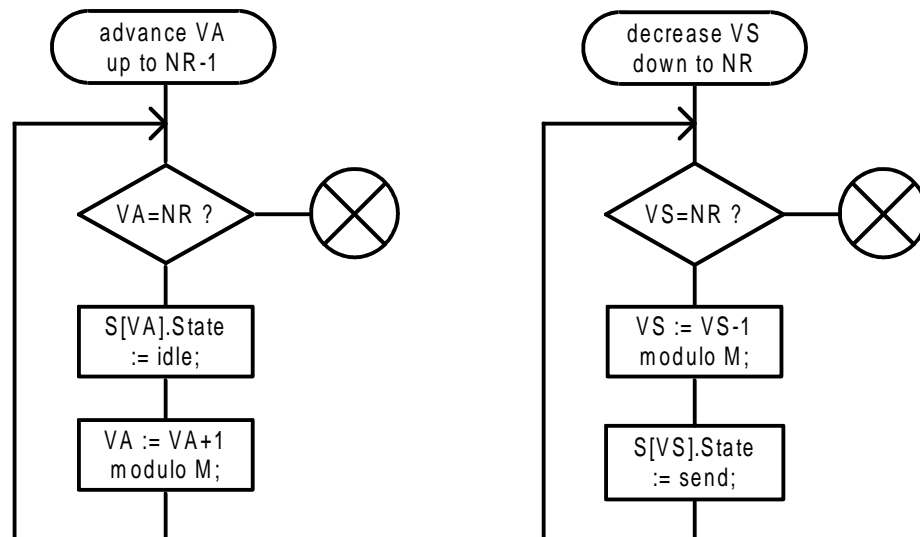 advance VA
up to NR-1
VA=NR ?
S[VA].State
:= idle;
VA := VA+1
modulo M;
decrease VS
down to NR
VS=NR ?
VS := VS-1
modulo M;
S[VS].State
:= send;